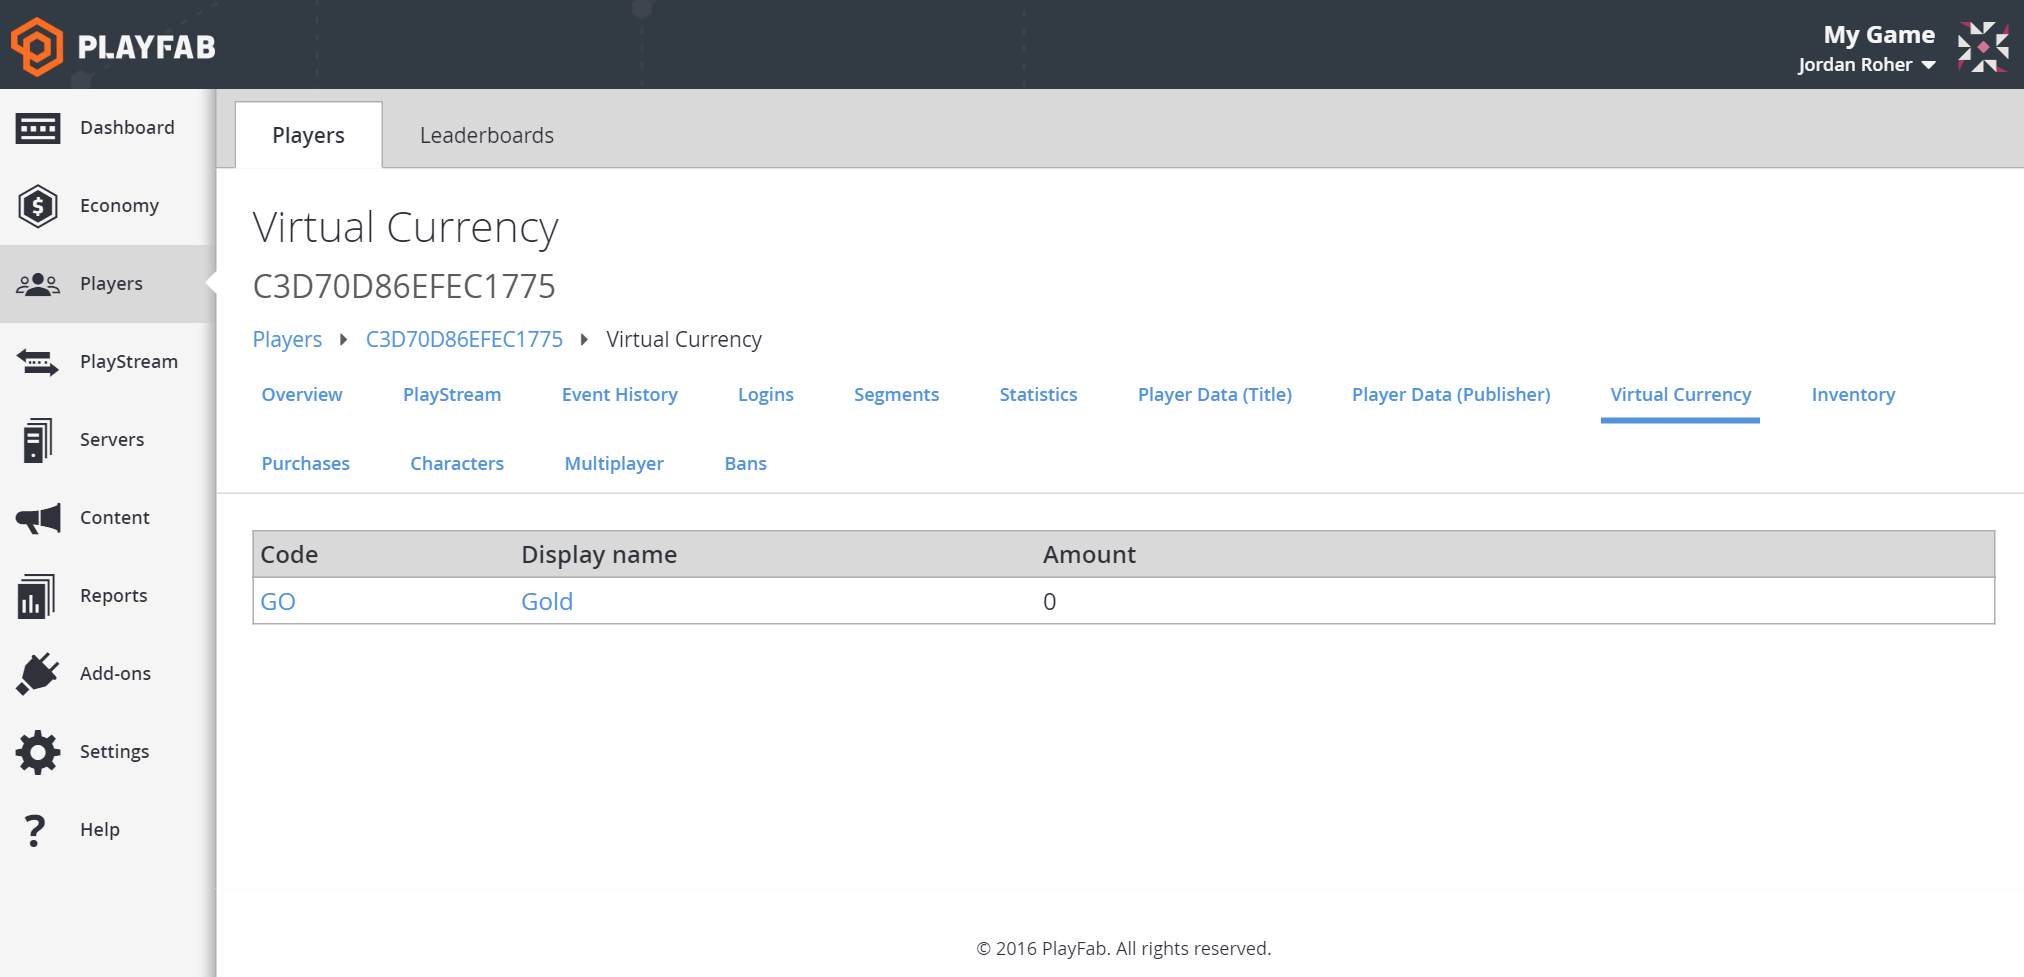 PLAYFAB
My Game
Jordan Roher
Dashboard
Economy
Players
PlayStream
Servers
Content
Reports
Add-ons
Settings
Help
Players Leaderboards
Virtual Currency
C3D70D86EFEC1775
Players C3D70D86EFEC1775 Virtual Currency
Overview PlayStream Event History Logins Segments Statistics Player Data (Title) Player Data (Publisher) Virtual Currency Inventory
Purchases Characters Multiplayer Bans
Code Display name Amount
GO Gold 0
© 2016 PlayFab. All rights reserved.